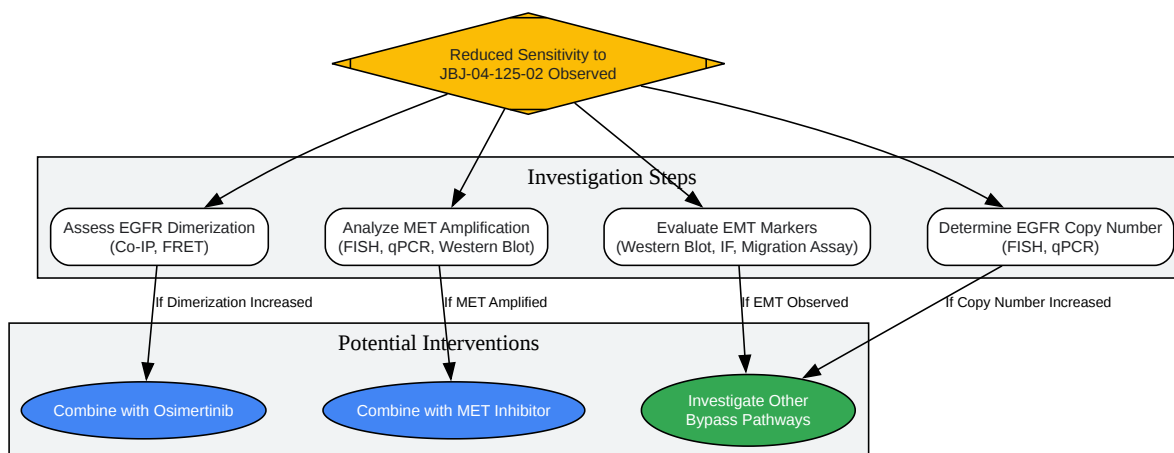 Reduced Sensitivity to
JBJ-04-125-02 Observed
Investigation Steps
Assess EGFR Dimerization
(Co-IP, FRET)
Analyze MET Amplification
(FISH, qPCR, Western Blot)
Evaluate EMT Markers
(Western Blot, IF, Migration Assay)
Determine EGFR Copy Number
(FISH, qPCR)
If Dimerization Increased
If MET Amplified
If EMT Observed
If Copy Number Increased
Potential Interventions
Combine with Osimertinib
Combine with MET Inhibitor
Investigate Other
Bypass Pathways